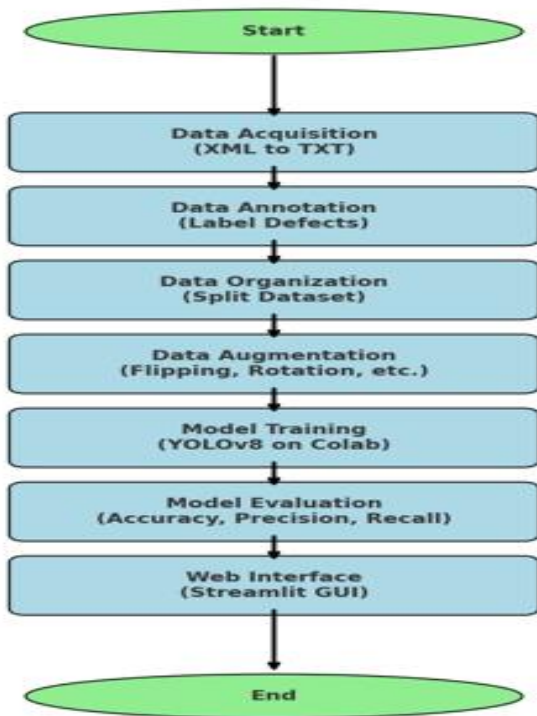 Start
Data Acquisition
(XML to TXT)
Data Annotation
(Label Defects)
Data Organization
(Split Dataset)
Data Augmentation
(Flipping, Rotation, etc.)
Model Training
(YOLOv8 on Colab)
Model Evaluation
(Accuracy, Precision, Recall)
Web Interface
(Streamlit GUI)
End